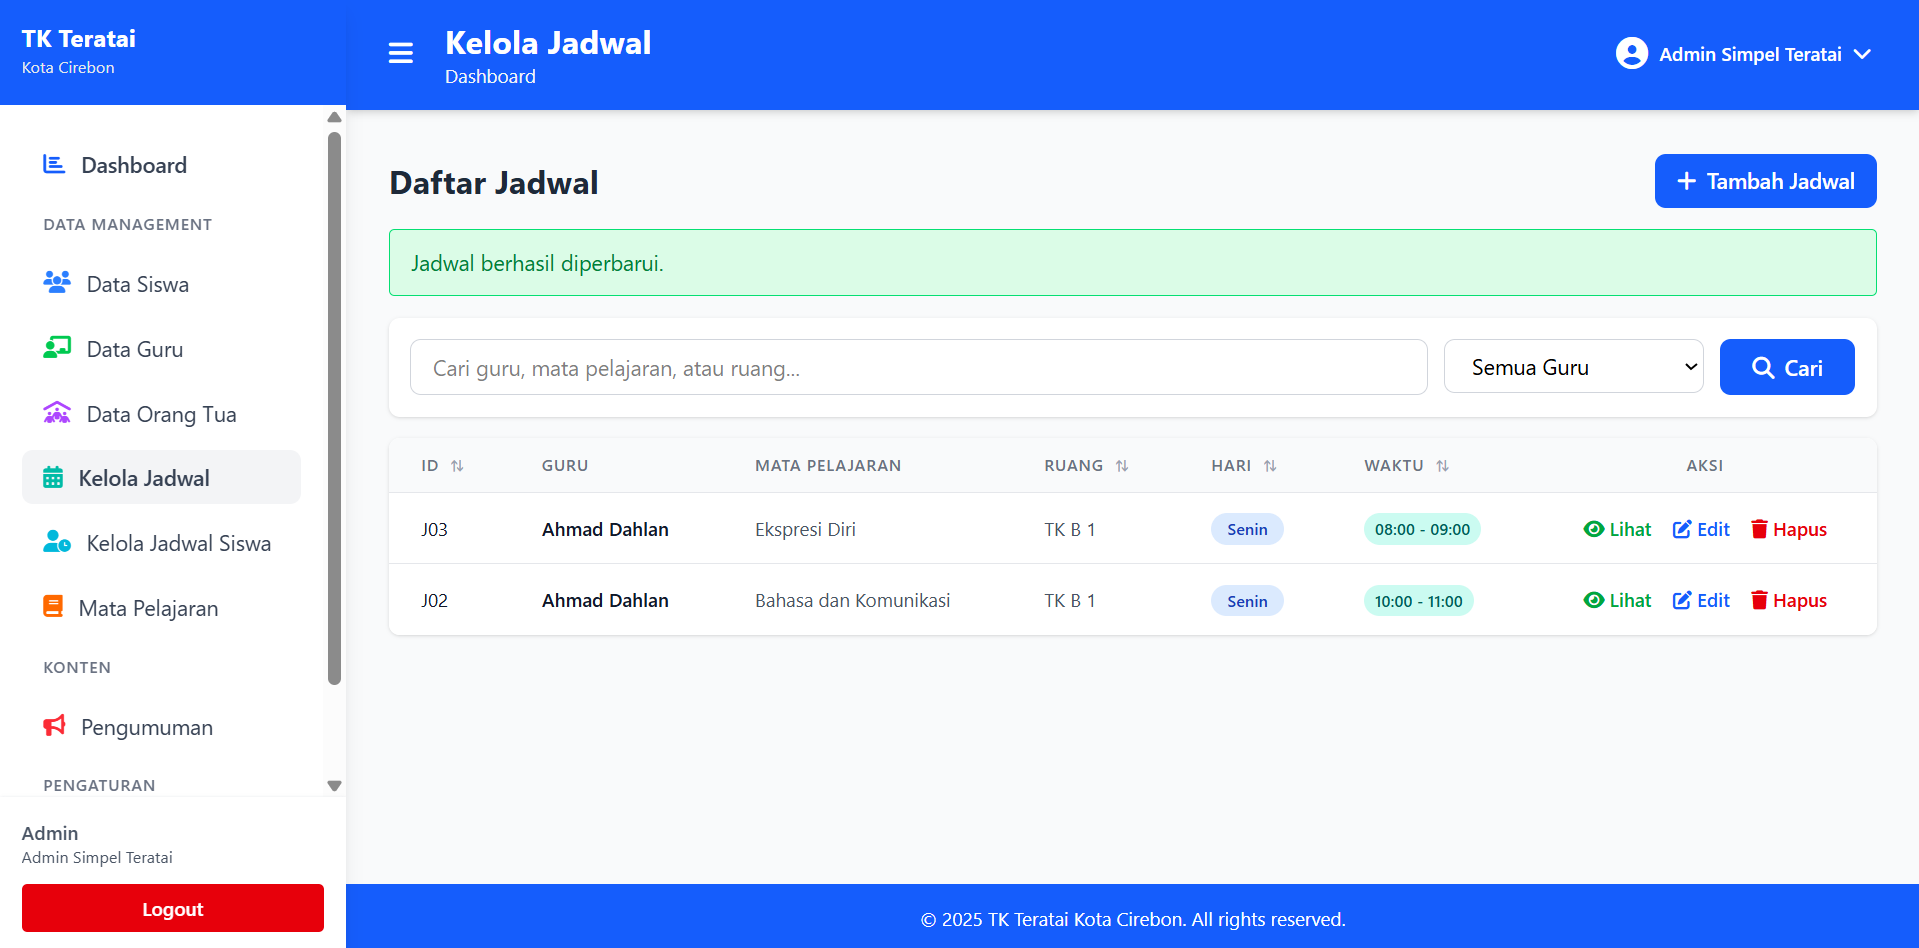 TK Teratai
Kota Cirebon
Kelola Jadwal
Dashboard
Admin Simpel Teratai
Dashboard
DATA MANAGEMENT
Data Siswa
Data Guru
Data Orang Tua
Kelola Jadwal
Kelola Jadwal Siswa
Mata Pelajaran
KONTEN
Pengumuman
PENGATURAN
Admin
Admin Simpel Teratai
Logout
Daftar Jadwal
Tambah Jadwal
Jadwal berhasil diperbarui.
Cari guru, mata pelajaran, atau ruang...
Semua Guru
Cari
ID GURU MATA PELAJARAN RUANG HARI WAKTU AKSI
J03 Ahmad Dahlan Ekspresi Diri TK B 1 Senin 08:00 - 09:00 Lihat Edit Hapus
J02 Ahmad Dahlan Bahasa dan Komunikasi TK B 1 Senin 10:00 - 11:00 Lihat Edit Hapus
© 2025 TK Teratai Kota Cirebon. All rights reserved.